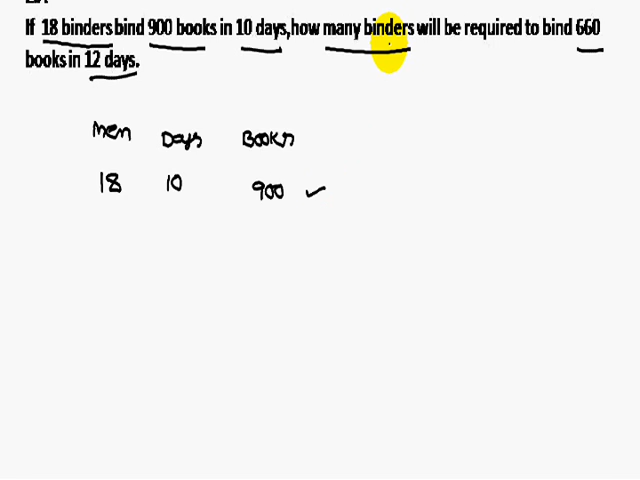 If 18 binders bind 900 books in 10 days,how many binders will be required to bind 660
books in 12 days.
Men Days Books
18 10 900 ✓